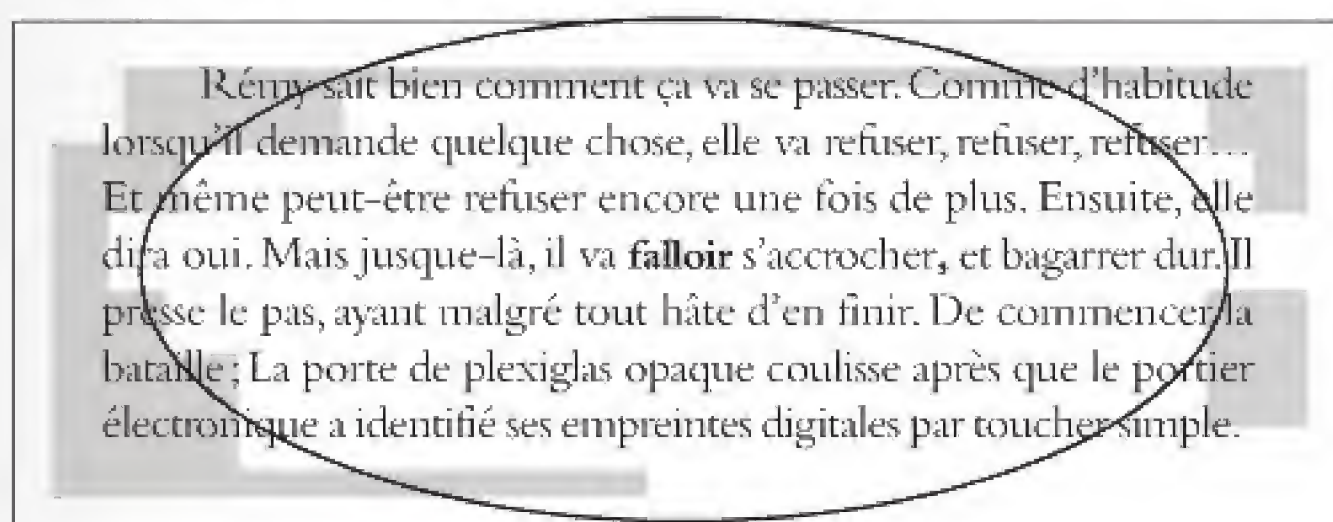 Rémy sait bien comment ça va se passer. Comme d'habitude
lorsqu'il demande quelque chose, elle va refuser, refuser, refuser…
Et même peut-être refuser encore une fois de plus. Ensuite, elle
dira oui. Mais jusque-là, il va falloir s'accrocher, et bagarrer dur. Il
presse le pas, ayant malgré tout hâte d'en finir. De commencer la
bataille ; La porte de plexiglas opaque coulisse après que le portier
électronique a identifié ses empreintes digitales par toucher simple.